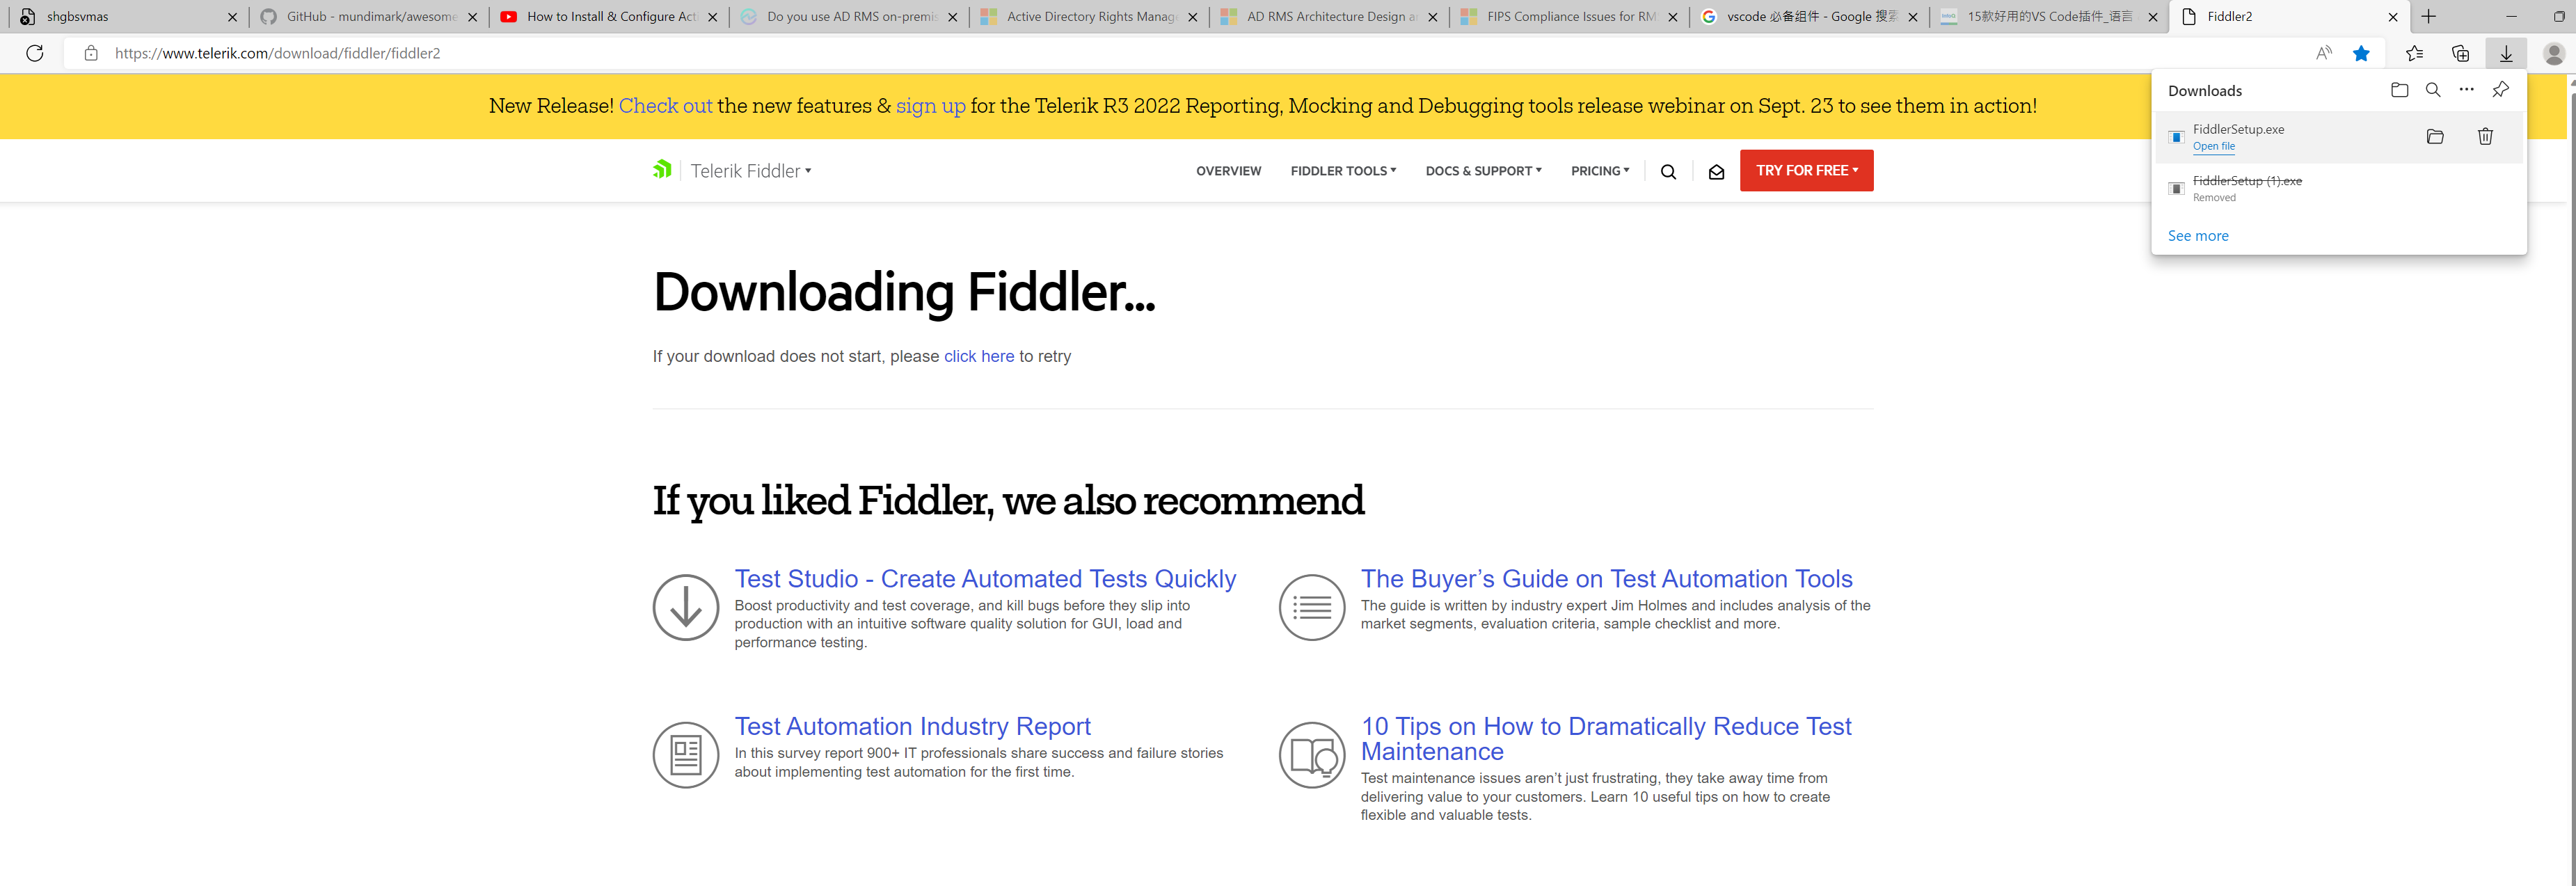 shgbsvmas
GitHub - mundimark/awesome
How to Install & Configure Act
Do you use AD RMS on-premis
Active Directory Rights Manage
AD RMS Architecture Design a
FIPS Compliance Issues for RM
vscode 必备组件 - Google 搜索
15款好用的VS Code插件_语言
Fiddler2
https://www.telerik.com/download/fiddler/fiddler2
New Release! Check out the new features & sign up for the Telerik R3 2022 Reporting, Mocking and Debugging tools release webinar on Sept. 23 to see them in action!
Downloads
FiddlerSetup.exe
Open file
FiddlerSetup (1).exe
Removed
See more
Telerik Fiddler
OVERVIEW
FIDDLER TOOLS
DOCS & SUPPORT
PRICING
TRY FOR FREE
Downloading Fiddler...
If your download does not start, please click here to retry
If you liked Fiddler, we also recommend
Test Studio - Create Automated Tests Quickly
Boost productivity and test coverage, and kill bugs before they slip into
production with an intuitive software quality solution for GUI, load and
performance testing.
The Buyer’s Guide on Test Automation Tools
The guide is written by industry expert Jim Holmes and includes analysis of the
market segments, evaluation criteria, sample checklist and more.
Test Automation Industry Report
In this survey report 900+ IT professionals share success and failure stories
about implementing test automation for the first time.
10 Tips on How to Dramatically Reduce Test
Maintenance
Test maintenance issues aren’t just frustrating, they take away time from
delivering value to your customers. Learn 10 useful tips on how to create
flexible and valuable tests.